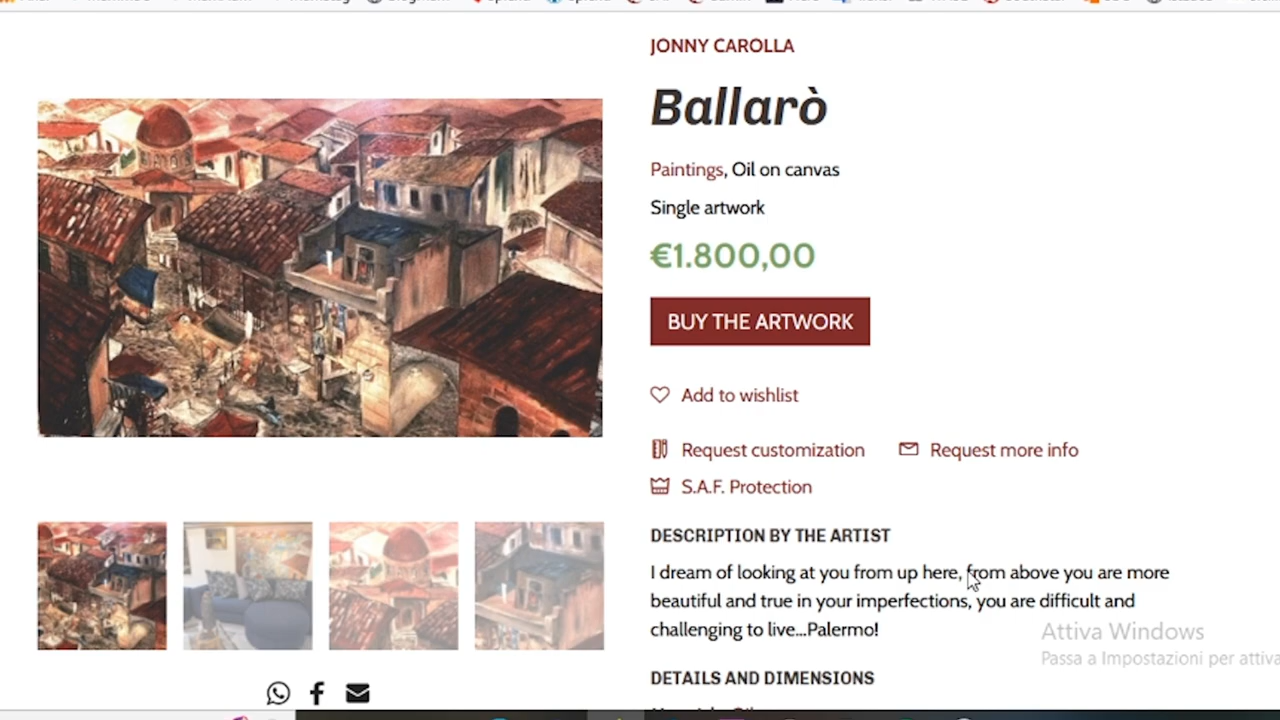 JONNY CAROLLA
Ballarò
Paintings, Oil on canvas
Single artwork
€1.800,00
BUY THE ARTWORK
Add to wishlist
Request customization
Request more info
S.A.F. Protection
DESCRIPTION BY THE ARTIST
I dream of looking at you from up here, from above you are more
beautiful and true in your imperfections, you are difficult and
challenging to live...Palermo!
Attiva Windows
Passa a Impostazioni per attiva
DETAILS AND DIMENSIONS